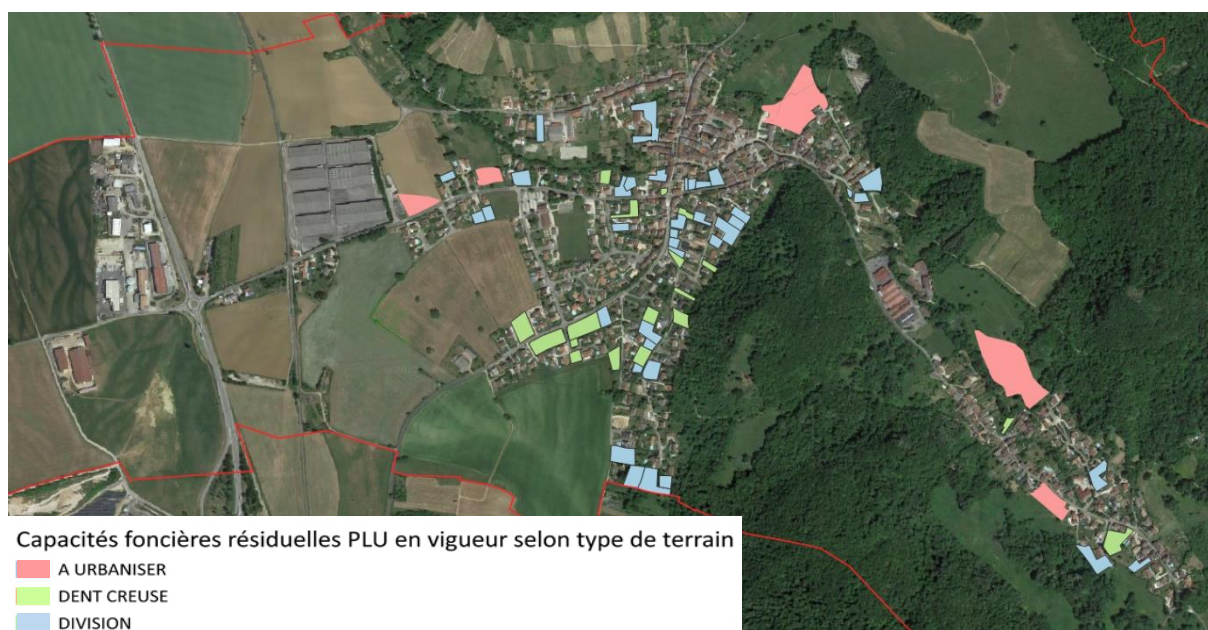 Capacités foncières résiduelles PLU en vigueur selon type de terrain
A URBANISER
DENT CREUSE
DIVISION